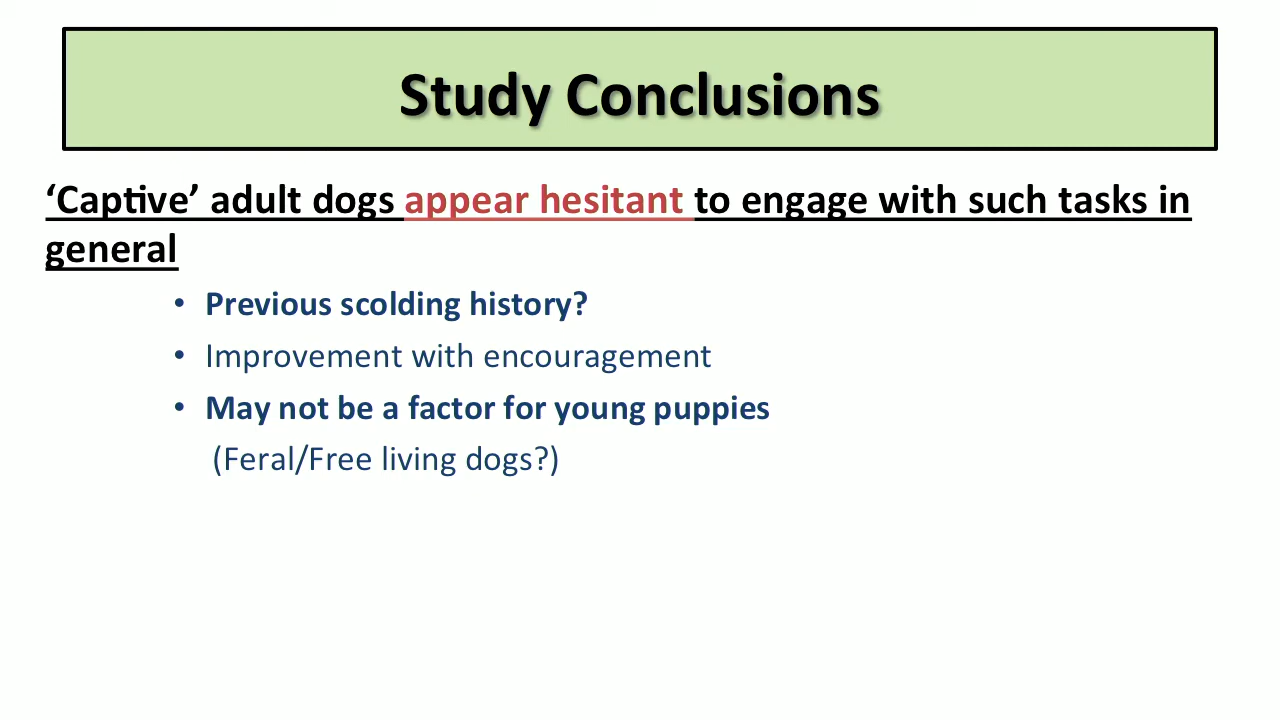 Study Conclusions
‘Captive’ adult dogs appear hesitant to engage with such tasks in
general
• Previous scolding history?
• Improvement with encouragement
• May not be a factor for young puppies
(Feral/Free living dogs?)